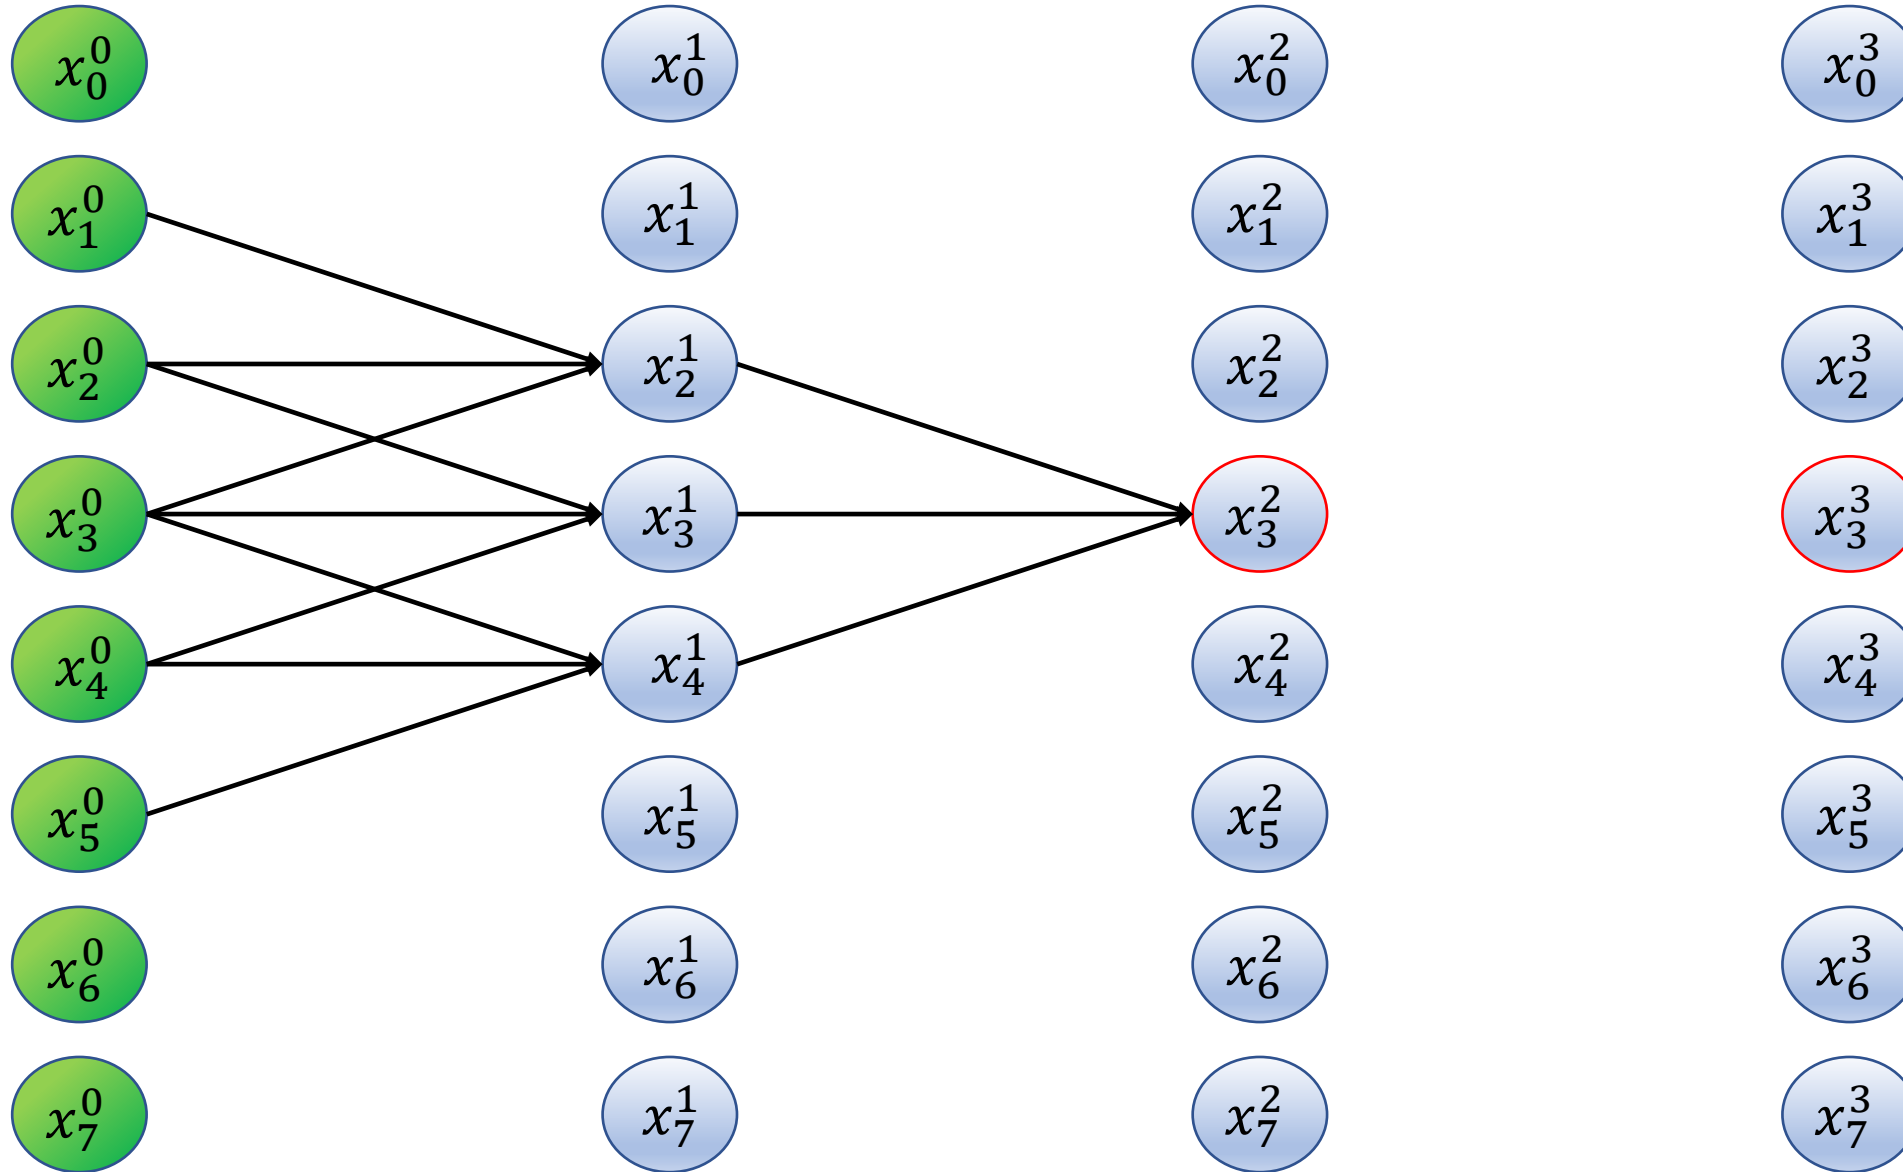 x_0^0 x_0^1 x_0^2 x_0^3
x_1^0 x_1^1 x_1^2 x_1^3
x_2^0 x_2^1 x_2^2 x_2^3
x_3^0 x_3^1 x_3^2 x_3^3
x_4^0 x_4^1 x_4^2 x_4^3
x_5^0 x_5^1 x_5^2 x_5^3
x_6^0 x_6^1 x_6^2 x_6^3
x_7^0 x_7^1 x_7^2 x_7^3